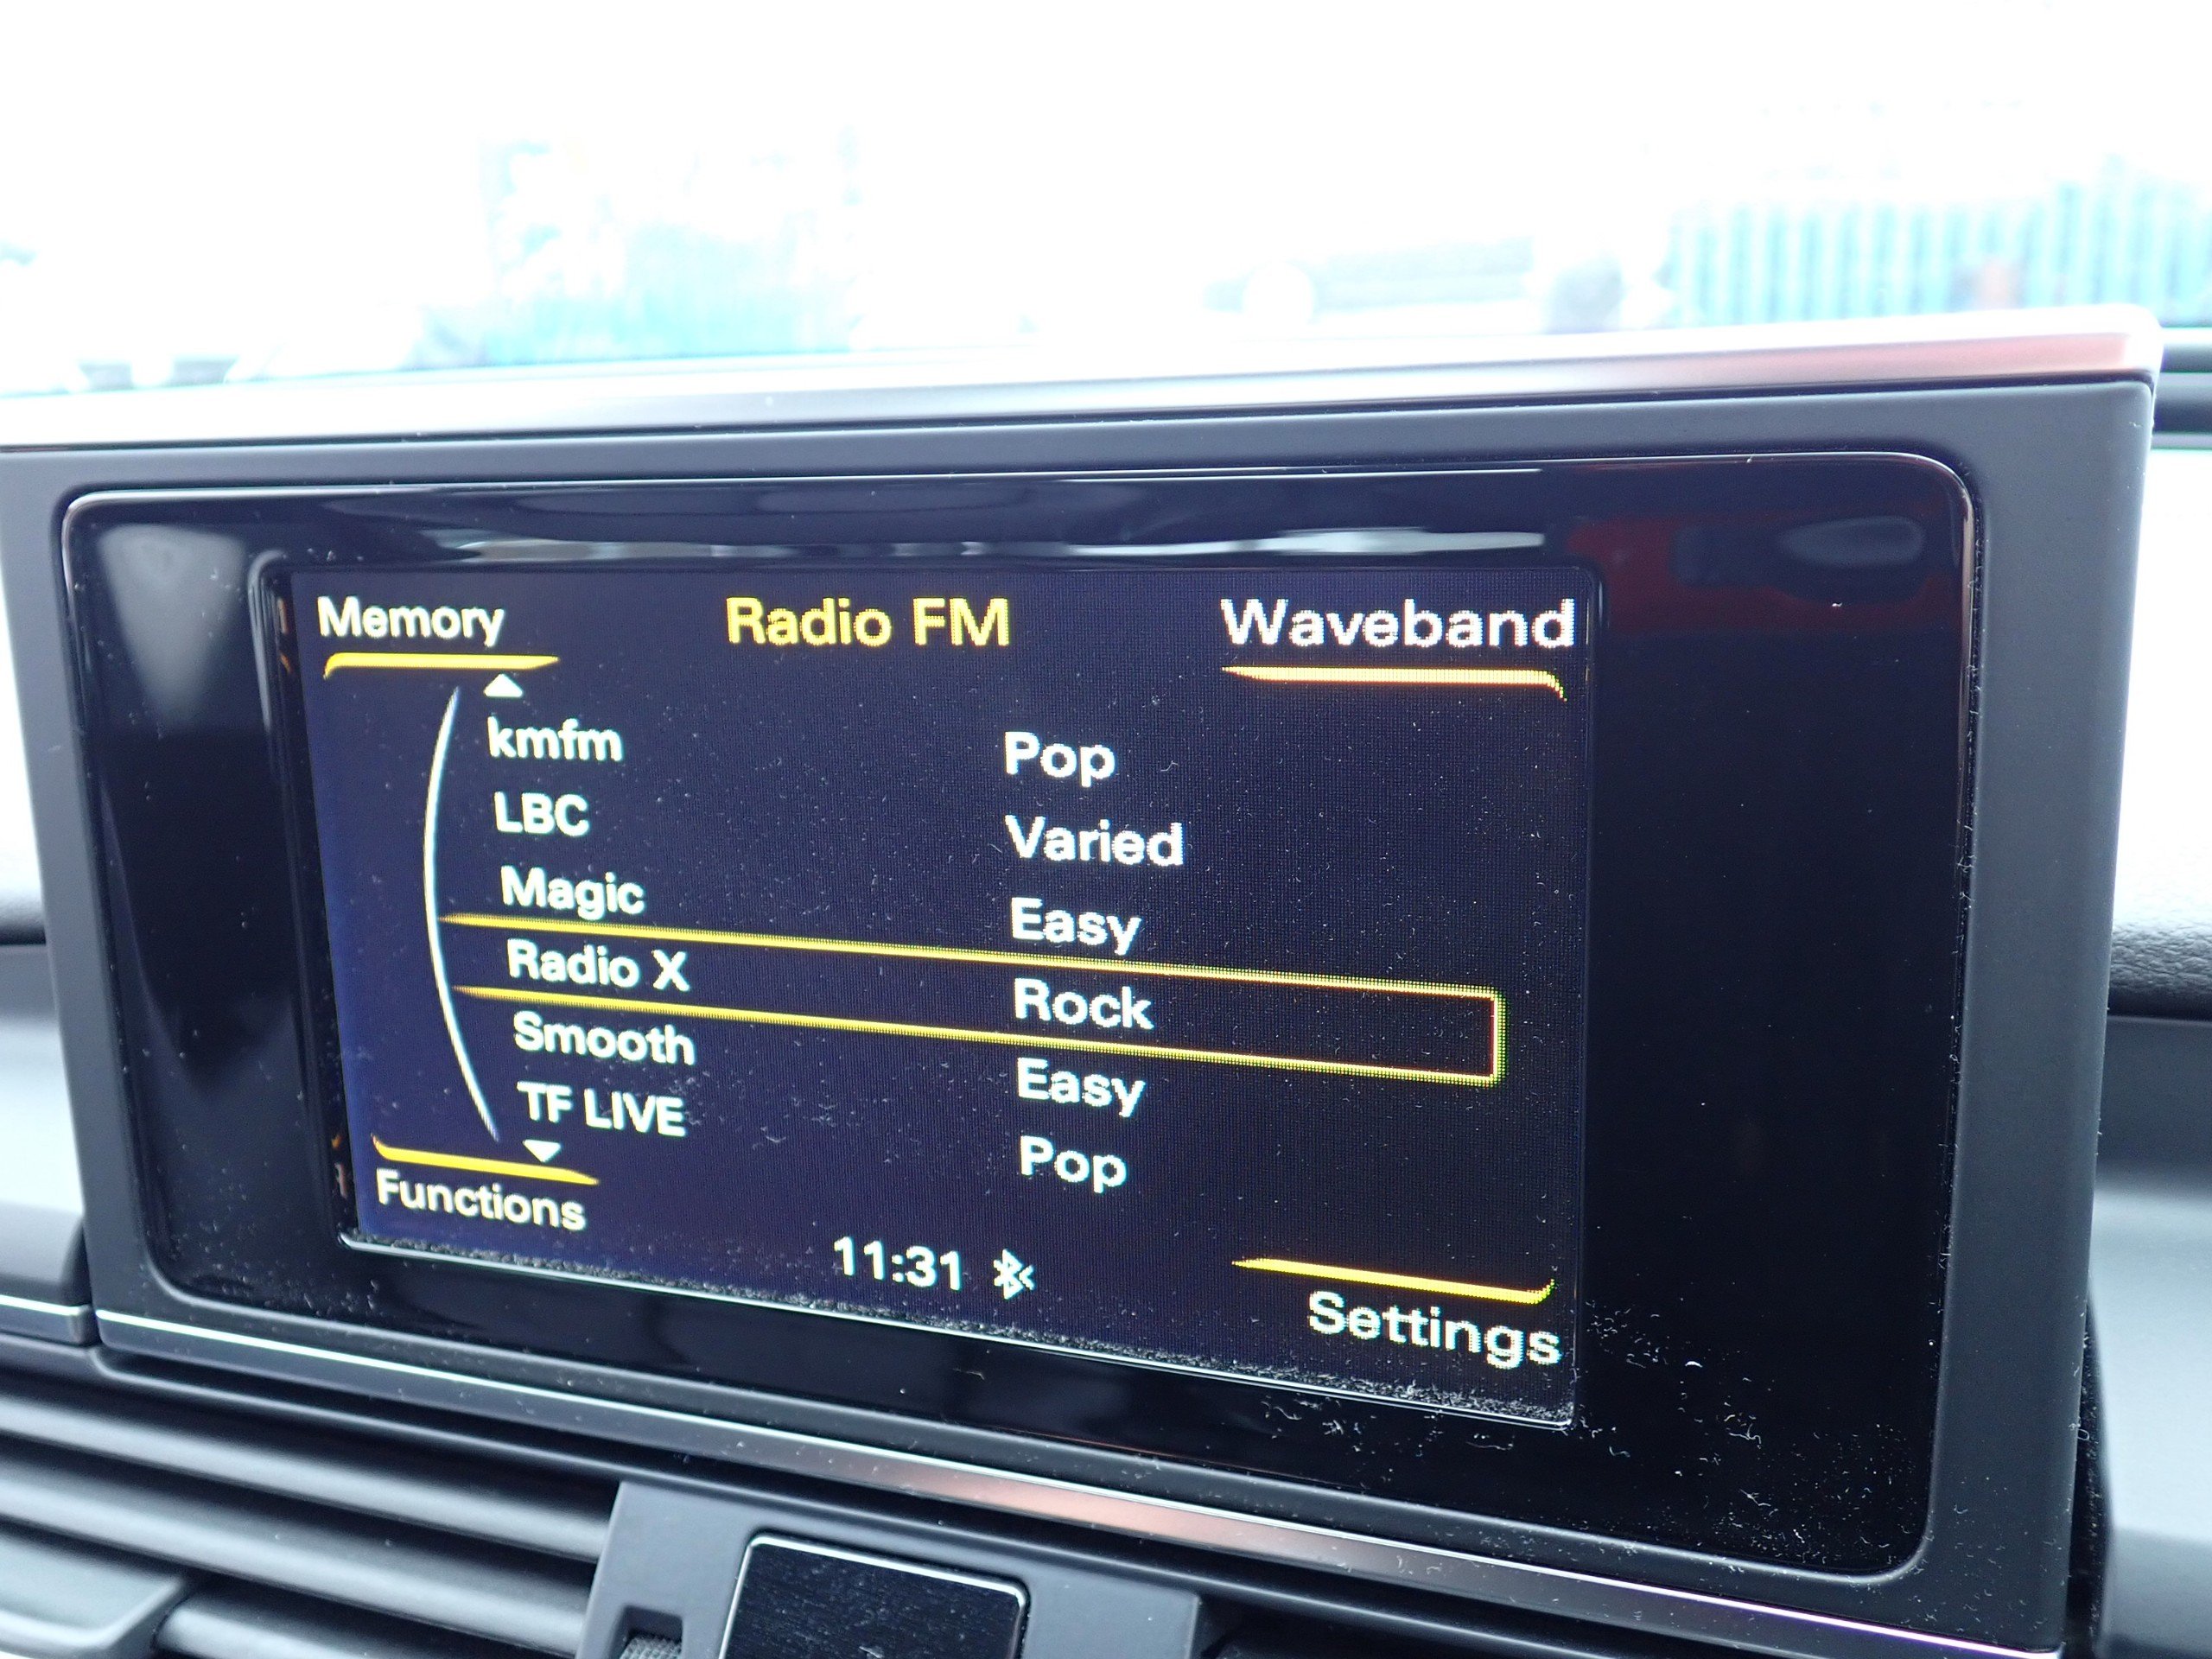 Memory Radio FM Waveband
kmfm Pop
LBC Varied
Magic Easy
Radio X Rock
Smooth Easy
TF LIVE Pop
Functions
11:31
Settings